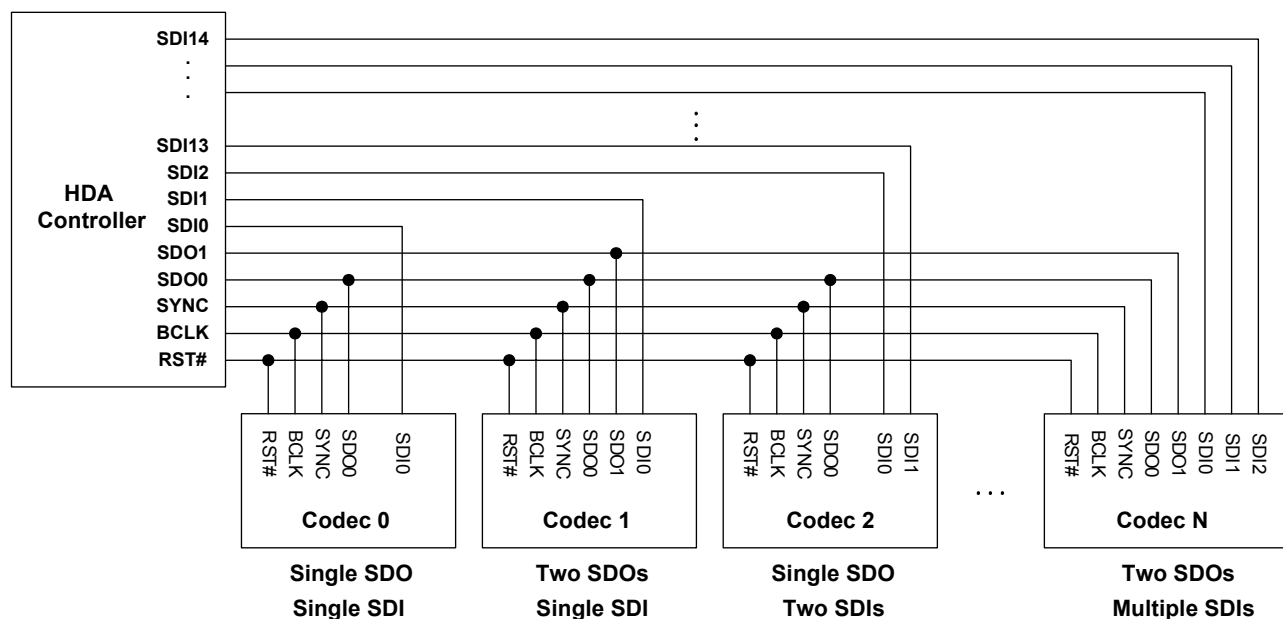 SDI14
.
.
.
SDI13
SDI2
SDI1
SDI0
SDO1
SDO0
SYNC
BCLK
RST#
HDA
Controller
. . .
RST#
BCLK
SYNC
SDO0
SDI0
Codec 0
Single SDO
Single SDI
RST#
BCLK
SYNC
SDO0
SDO1
SDI0
Codec 1
Two SDOs
Single SDI
RST#
BCLK
SYNC
SDO0
SDI0
SDI1
Codec 2
Single SDO
Two SDIs
. . .
RST#
BCLK
SYNC
SDO0
SDO1
SDI0
SDI1
SDI2
Codec N
Two SDOs
Multiple SDIs